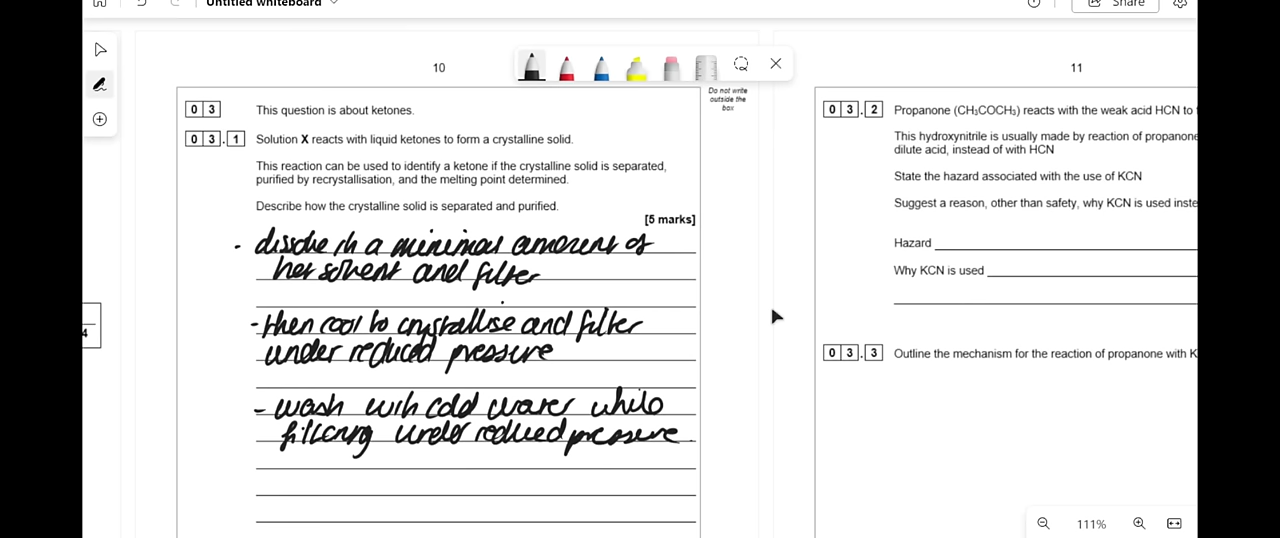 Untitled whiteboard
Share
10
11
Do not write
outside the
box
0 3
This question is about ketones.
0 3 . 1
Solution X reacts with liquid ketones to form a crystalline solid.
This reaction can be used to identify a ketone if the crystalline solid is separated,
purified by recrystallisation, and the melting point determined.
Describe how the crystalline solid is separated and purified.
[5 marks]
- dissolve in a minimal amount of
hot solvent and filter
- then cool to crystallise and filter
under reduced pressure
- wash with cold water while
filtering under reduced pressure
4
0 3 . 2
Propanone (CH₃COCH₃) reacts with the weak acid HCN to
This hydroxynitrile is usually made by reaction of propanone
dilute acid, instead of with HCN
State the hazard associated with the use of KCN
Suggest a reason, other than safety, why KCN is used inste
Hazard
Why KCN is used
0 3 . 3
Outline the mechanism for the reaction of propanone with K
111%